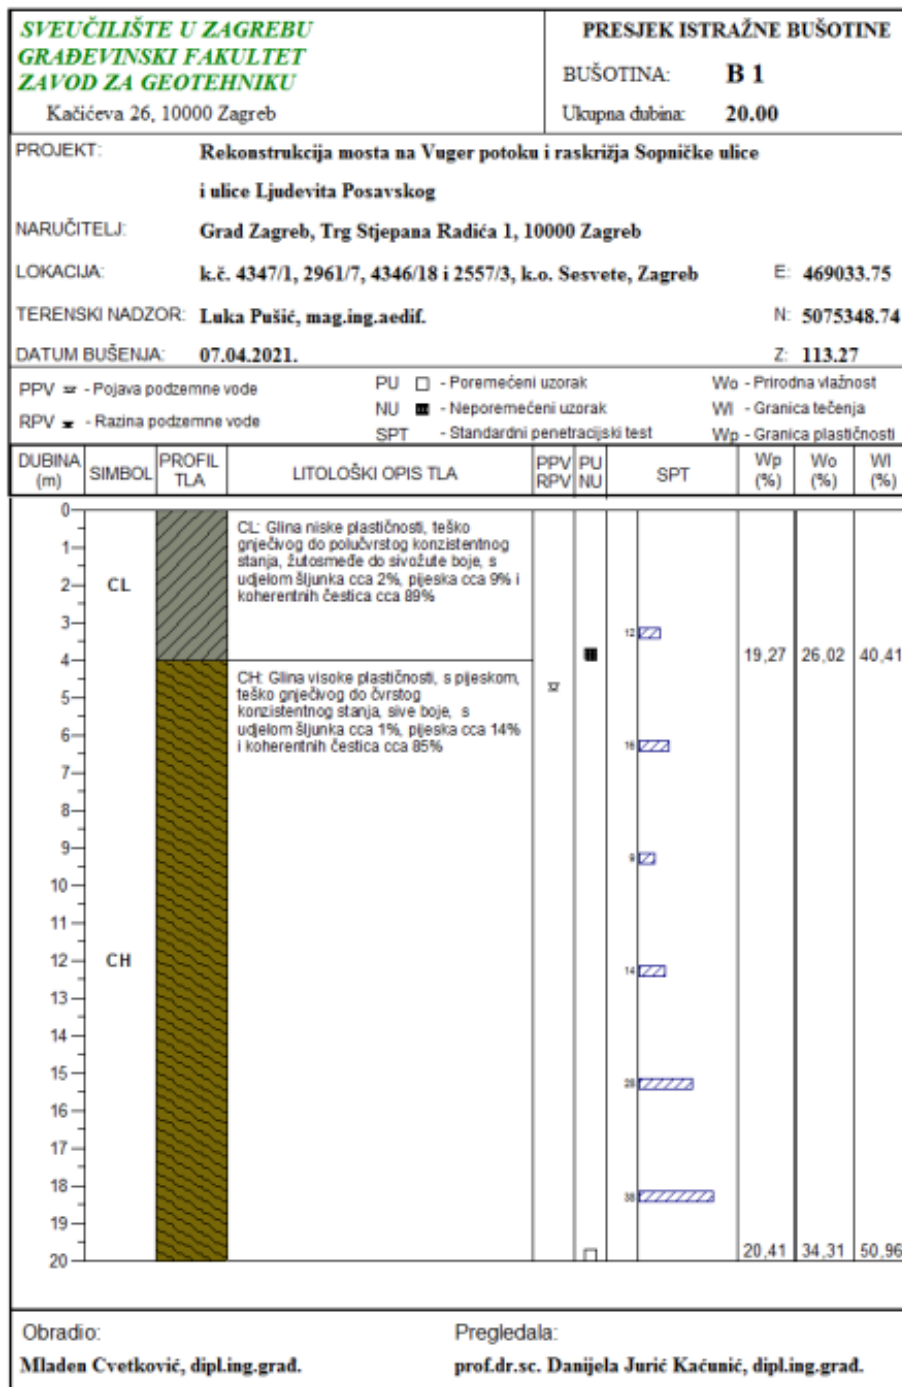 SVEUČILIŠTE U ZAGREBU
GRAĐEVINSKI FAKULTET
ZAVOD ZA GEOTEHNIKU
Kačićeva 26, 10000 Zagreb
PRESJEK ISTRAŽNE BUŠOTINE
BUŠOTINA: B 1
Ukupna dubina: 20.00
PROJEKT: Rekonstrukcija mosta na Vuger potoku i raskrižja Sopničke ulice
i ulice Ljudevita Posavskog
NARUČITELJ: Grad Zagreb, Trg Stjepana Radića 1, 10000 Zagreb
LOKACIJA: k.č. 4347/1, 2961/7, 4346/18 i 2557/3, k.o. Sesvete, Zagreb E: 469033.75
TERENSKI NADZOR: Luka Pušić, mag.ing.aedif. N: 5075348.74
DATUM BUŠENJA: 07.04.2021. Z: 113.27
PPV - Pojava podzemne vode
RPV - Razina podzemne vode
PU - Poremećeni uzorak
NU - Neporemećeni uzorak
SPT - Standardni penetracijski test
Wo - Prirodna vlažnost
Wl - Granica tečenja
Wp - Granica plastičnosti
DUBINA (m)
SIMBOL
PROFIL TLA
LITOLOŠKI OPIS TLA
PPV RPV
PU NU
SPT
Wp (%)
Wo (%)
Wl (%)
0
1
2
3
4
5
6
7
8
9
10
11
12
13
14
15
16
17
18
19
20
CL
CH
CL: Glina niske plastičnosti, teško
gnječivog do polučvrstog konzistentnog
stanja, žutosmeđe do sivožute boje, s
udjelom šljunka cca 2%, pijeska cca 9% i
koherentnih čestica cca 89%
CH: Glina visoke plastičnosti, s pijeskom,
teško gnječivog do čvrstog
konzistentnog stanja, sive boje, s
udjelom šljunka cca 1%, pijeska cca 14%
i koherentnih čestica cca 85%
12
16
9
14
28
38
19,27 26,02 40,41
20,41 34,31 50,96
Obradio:
Mladen Cvetković, dipl.ing.građ.
Pregledala:
prof.dr.sc. Danijela Jurić Kaćunić, dipl.ing.građ.